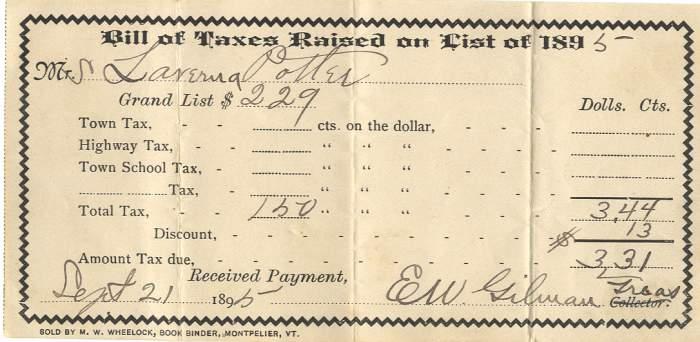 Bill of Taxes Raised on List of 1895
Mrs Laverna Potter
Grand List $ 229
Dolls. Cts.
Town Tax, - - cts. on the dollar, - - - -
Highway Tax, - - " " " - - - -
Town School Tax, - " " " - - - -
Tax, - - " " " - - - -
Total Tax, - - 150 " " " - - - -  3,44
Discount, - - - - - - - - 13
Amount Tax due, - - - - - - - - $ 3,31
Received Payment,
Sept 21 1895 E.W. Gilman Treas
Collector.
SOLD BY M. W. WHEELOCK, BOOK BINDER, MONTPELIER, VT.